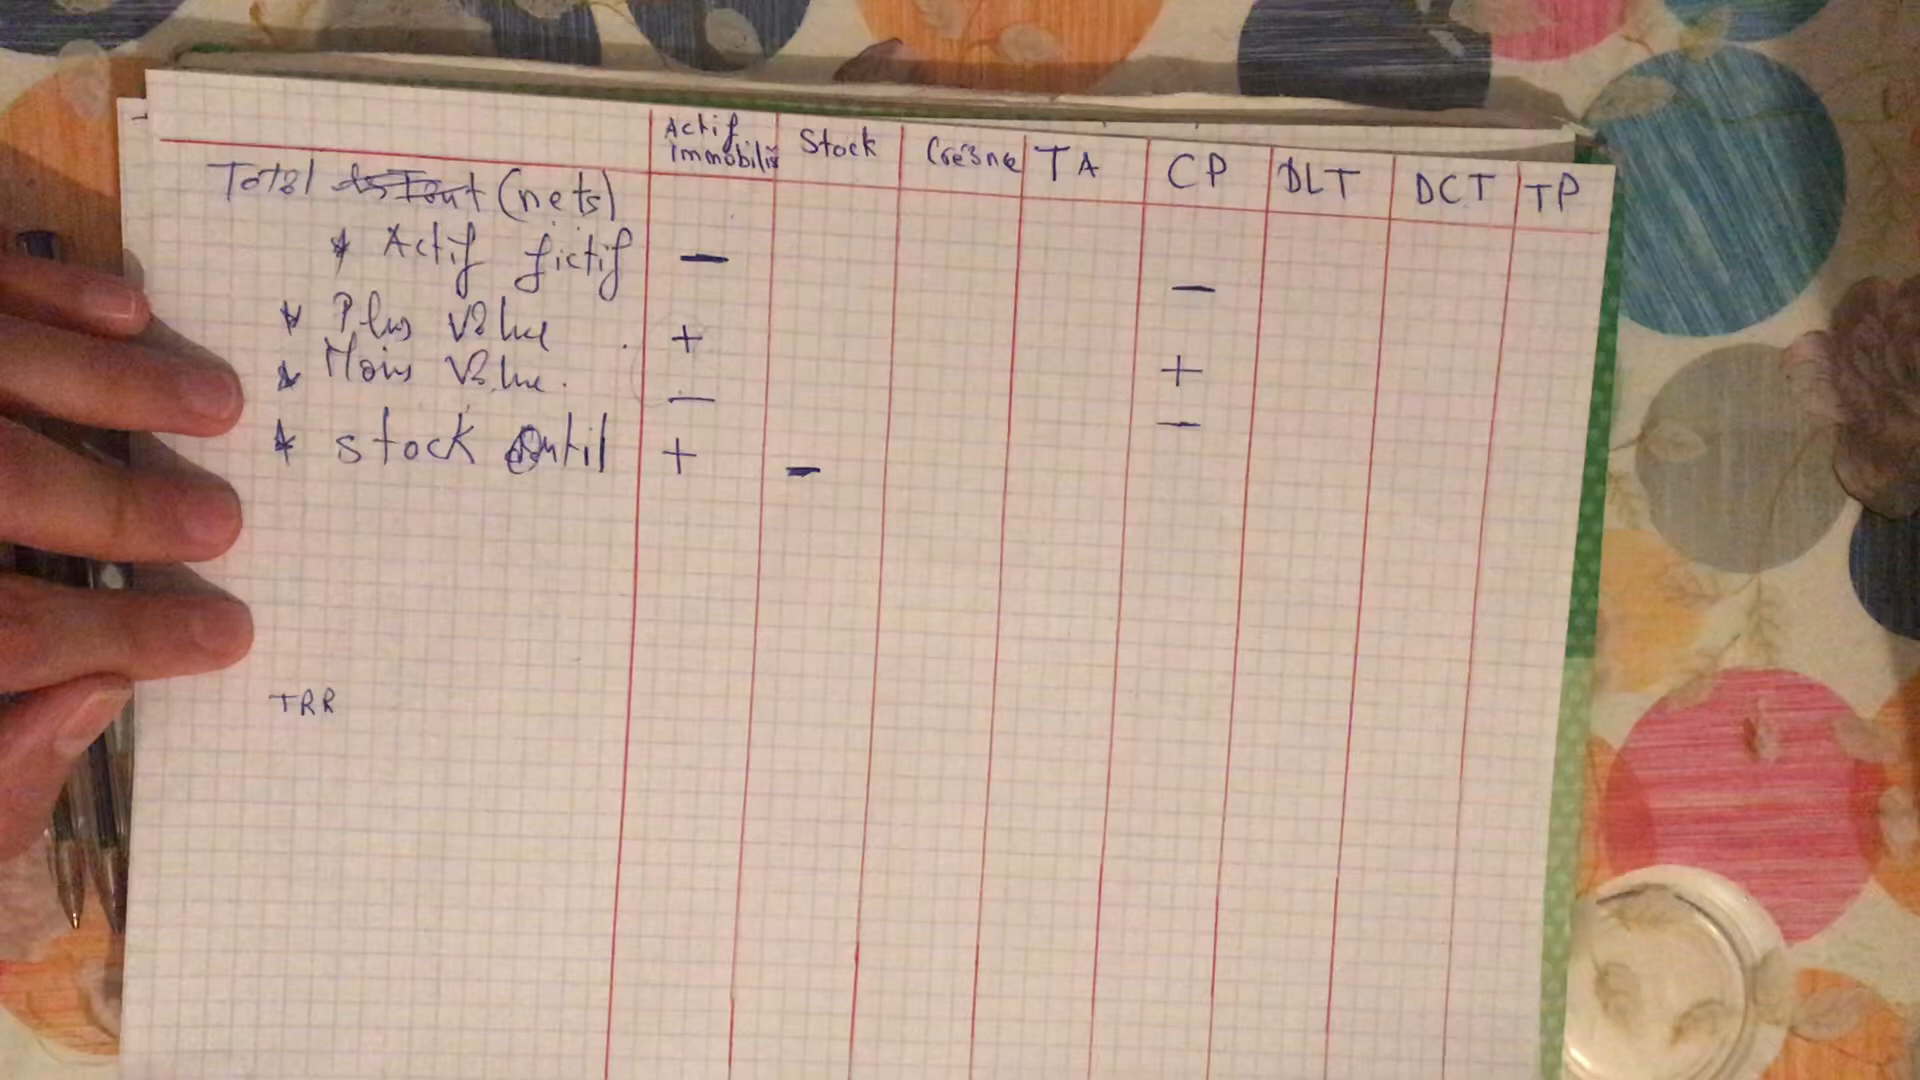 Actif immobilis Stock Créance TA CP DLT DCT TP
Total (nets)
* Actif fictif — —
* Plus value + +
* Moins value. — —
* stock outil + -
TRR